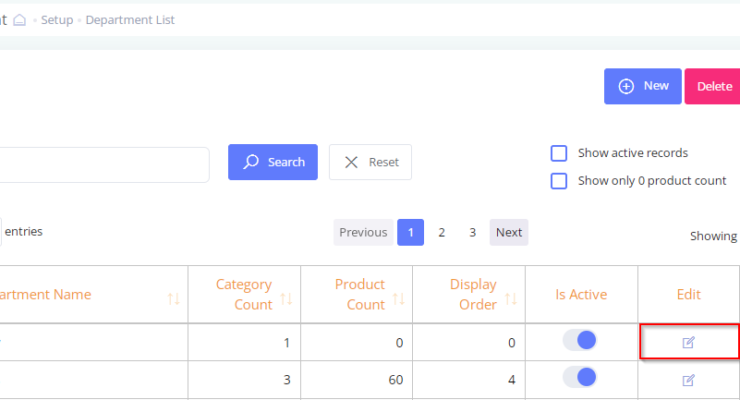 Setup Department List
New Delete
Search Reset
Show active records
Show only 0 product count
entries
Previous 1 2 3 Next
Showing
Name Category Count Product Count Display Order Is Active Edit
1 0 0
3 60 4